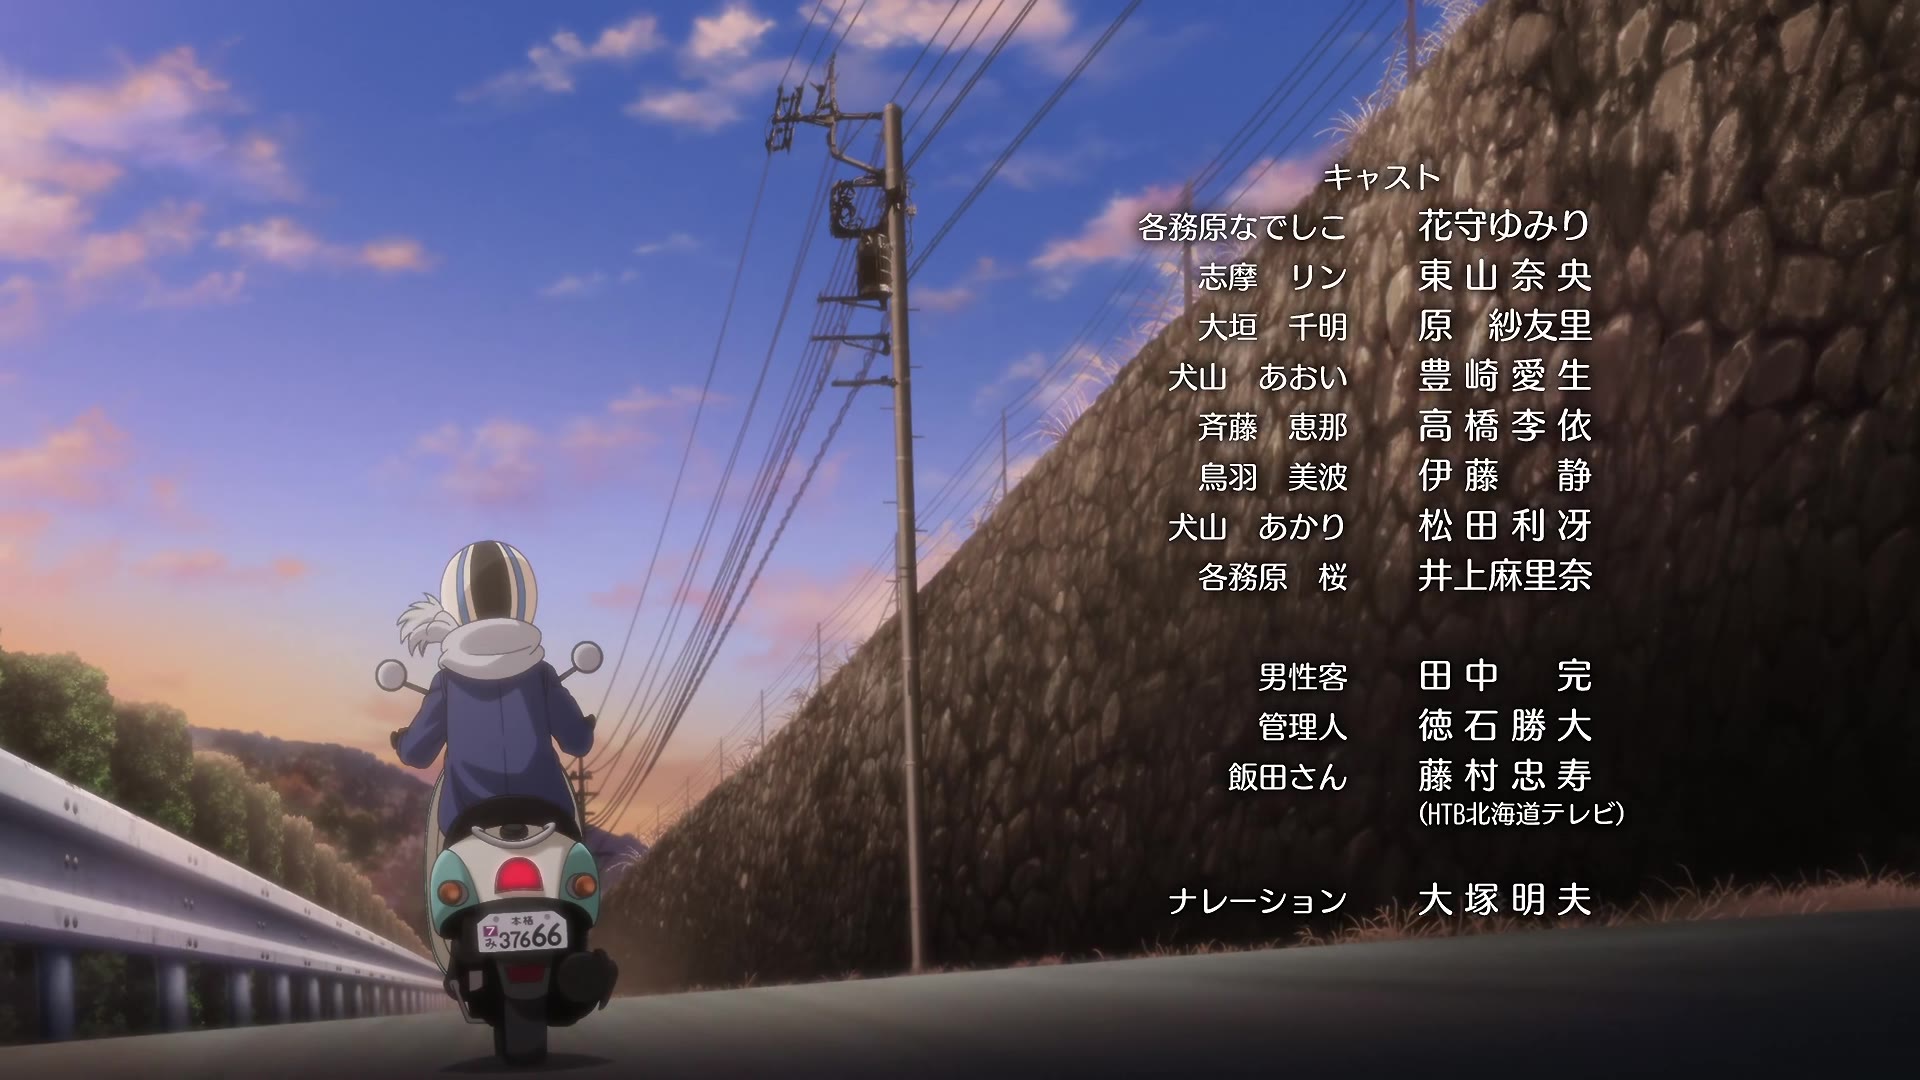 キャスト
各務原なでしこ 花守ゆみり
志摩 リン 東山奈央
大垣 千明 原 紗友里
犬山 あおい 豊崎愛生
斉藤 恵那 高橋李依
鳥羽 美波 伊藤 静
犬山 あかり 松田利冴
各務原 桜 井上麻里奈
男性客 田中 完
管理人 徳石勝大
飯田さん 藤村忠寿
(HTB北海道テレビ)
ナレーション 大塚明夫
本栖
7
み 37666